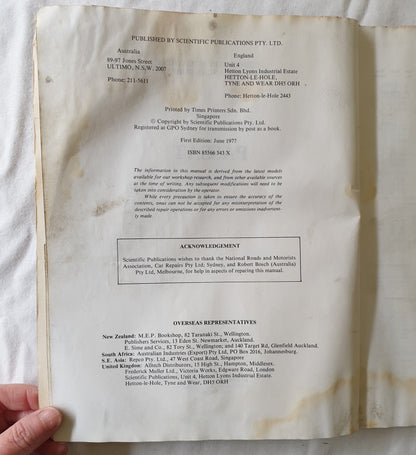 PUBLISHED BY SCIENTIFIC PUBLICATIONS PTY. LTD.
Australia
89-97 Jones Street
ULTIMO, N.S.W. 2007
Phone: 211-5611
England
Unit 4
Hetton Lyons Industrial Estate
HETTON-LE-HOLE,
TYNE AND WEAR DH5 ORH
Phone: Hetton-le-Hole 2443
Printed by Times Printers Sdn. Bhd.
Singapore
© Copyright by Scientific Publications Pty. Ltd.
Registered at GPO Sydney for transmission by post as a book.
First Edition: June 1977
ISBN 85566 543 X
The information in this manual is derived from the latest models
available for our workshop research, and from other available sources
at the time of writing. Any subsequent modifications will need to be
taken into consideration by the operator.
While every precaution is taken to ensure the accuracy of the
contents, onus can not be accepted for any misinterpretation of the
described repair operations or for any errors or omissions inadvertent-
ly made.
ACKNOWLEDGEMENT
Scientific Publications wishes to thank the National Roads and Motorists
Association, Car Repairs Pty Ltd, Sydney, and Robert Bosch (Australia)
Pty Ltd, Melbourne, for help in aspects of reparing this manual.
OVERSEAS REPRESENTATIVES
New Zealand: M.E.P. Bookshop, 82 Taranaki St., Wellington.
Publishers Services, 13 Eden St. Newmarket, Auckland.
E. Sime and Co., 82 Tory St., Wellington; and 140 Target Rd, Glenfield Auckland.
South Africa: Australian Industries (Export) Pty Ltd, PO Box 2016, Johannesburg.
S.E. Asia: Repco Pty. Ltd., 47 West Coast Road, Singapore
United Kingdom: Alltech Distributors, 15 High St., Hampton, Middlesex.
Frederick Muller Ltd., Victoria Works, Edgware Road, London
Scientific Publications, Unit 4, Hetton Lyons Industrial Estate.
Hetton-le-Hole, Tyne and Wear, DH5 ORH